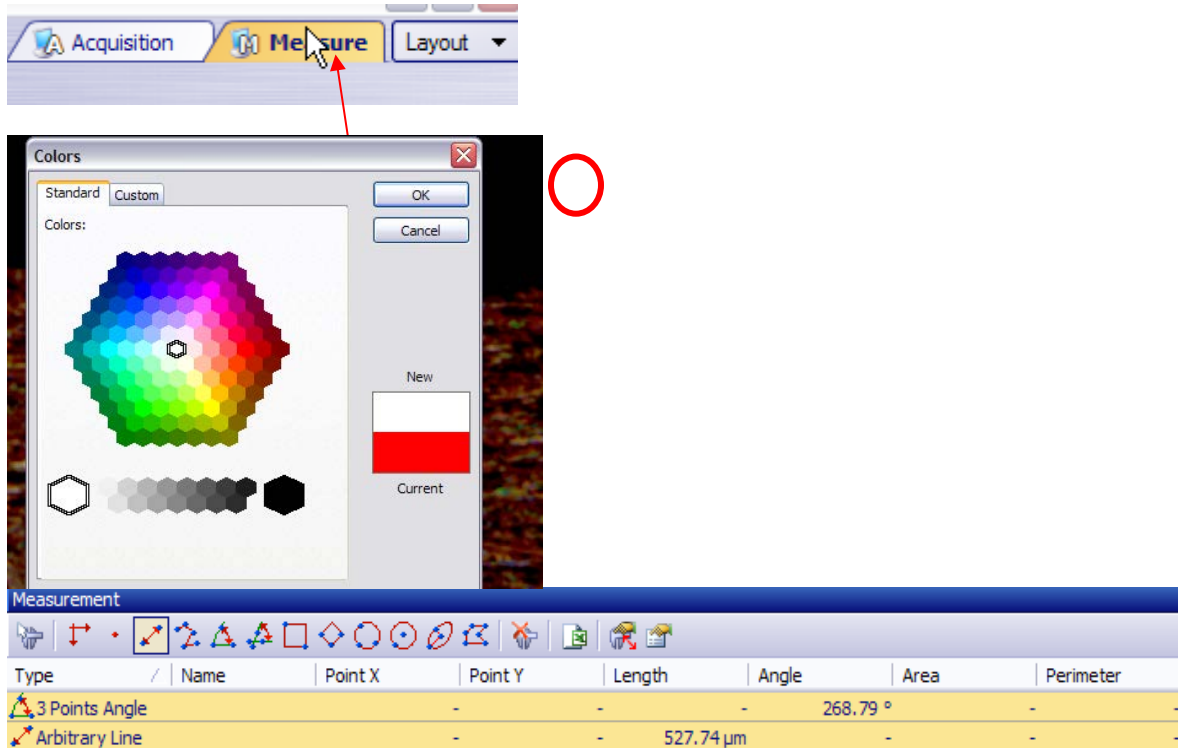 Acquisition Measure Layout
Colors
Standard Custom
OK
Colors:
Cancel
New
Current
Measurement
Type / Name Point X Point Y Length Angle Area Perimeter
3 Points Angle - - - 268.79 ° - -
Arbitrary Line - - 527.74 µm - - -